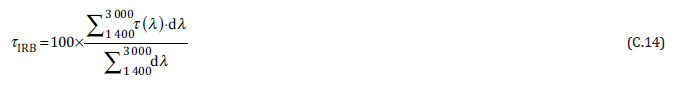 τ_IRB = 100 × (∑_{1 400}^{3 000} τ(λ)·dλ) / (∑_{1 400}^{3 000} dλ) (C.14)